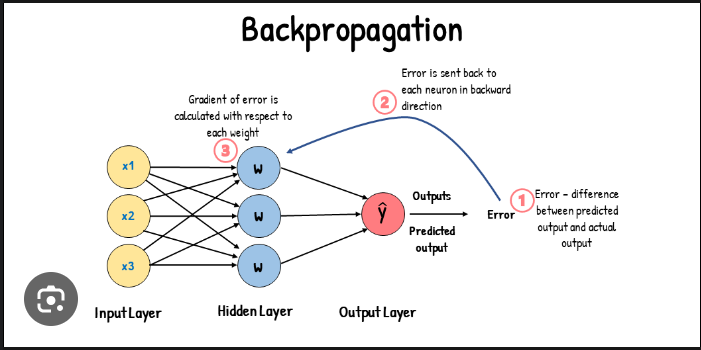 Backpropagation
Error is sent back to
each neuron in backward
direction
2
Gradient of error is
calculated with respect to
each weight
3
x1
x2
x3
w
w
w
ŷ
Outputs
Predicted
output
Error
1
Error - difference
between predicted
output and actual
output
Input Layer
Hidden Layer
Output Layer